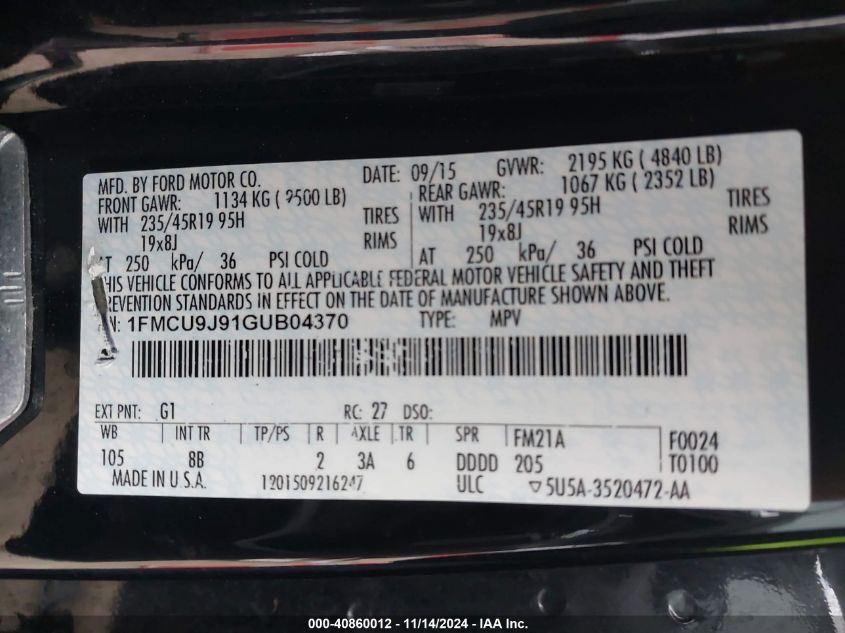 MFD. BY FORD MOTOR CO. DATE: 09/15 GVWR: 2195 KG ( 4840 LB)
FRONT GAWR: 1134 KG ( 2500 LB) REAR GAWR: 1067 KG ( 2352 LB)
WITH 235/45R19 95H TIRES WITH 235/45R19 95H TIRES
19x8J RIMS 19x8J RIMS
AT 250 kPa/ 36 PSI COLD AT 250 kPa/ 36 PSI COLD
THIS VEHICLE CONFORMS TO ALL APPLICABLE FEDERAL MOTOR VEHICLE SAFETY AND THEFT
PREVENTION STANDARDS IN EFFECT ON THE DATE OF MANUFACTURE SHOWN ABOVE.
1FMCU9J91GUB04370 TYPE: MPV
EXT PNT: G1 RC: 27 DSO:
WB INT TR TP/PS R AXLE TR SPR FM21A F0024
105 8B 2 3A 6 DDDD 205 T0100
MADE IN U.S.A. 1201509216247 ULC ▽5U5A-3520472-AA
000-40860012 - 11/14/2024 - IAA Inc.